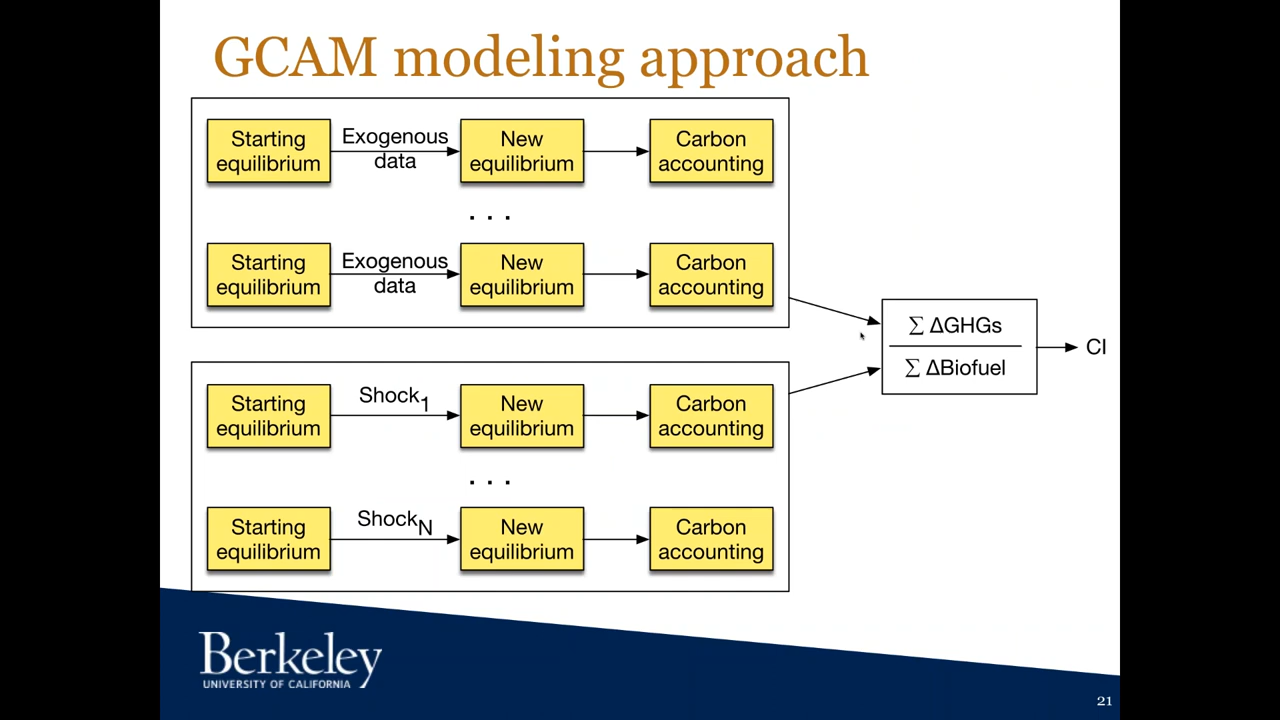 GCAM modeling approach
Starting equilibrium
Exogenous data
New equilibrium
Carbon accounting
. . .
Starting equilibrium
Exogenous data
New equilibrium
Carbon accounting
∑ ΔGHGs
∑ ΔBiofuel
CI
Starting equilibrium
Shock1
New equilibrium
Carbon accounting
. . .
Starting equilibrium
ShockN
New equilibrium
Carbon accounting
Berkeley
UNIVERSITY OF CALIFORNIA
21